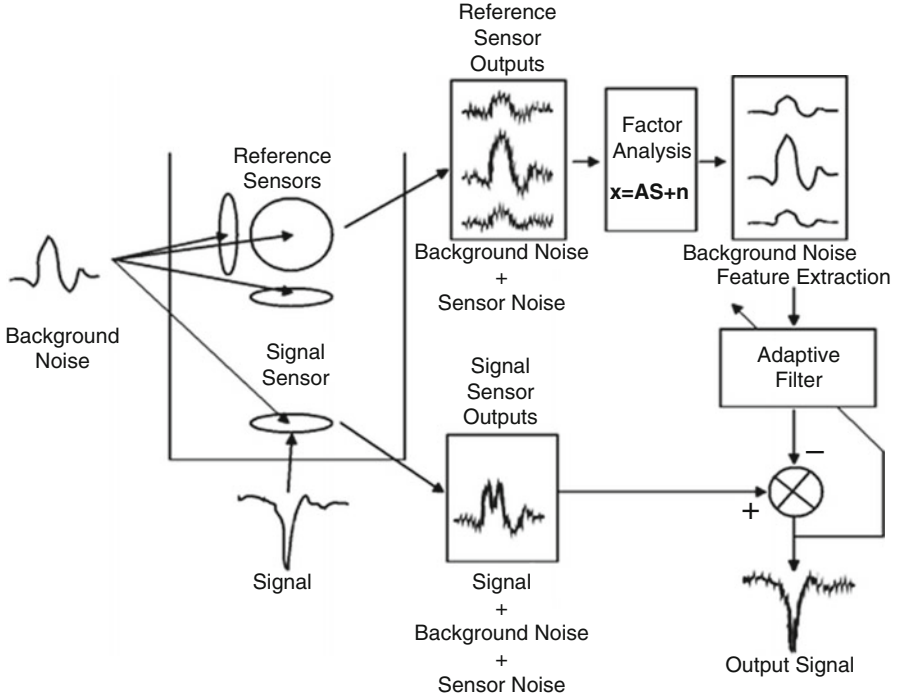 Reference
Sensor
Outputs
Reference
Sensors
Factor
Analysis
x=AS+n
Background Noise
+
Sensor Noise
Background Noise
Feature Extraction
Background
Noise
Signal
Sensor
Signal
Sensor
Outputs
Adaptive
Filter
−
+
Signal
Signal
+
Background Noise
+
Sensor Noise
Output Signal